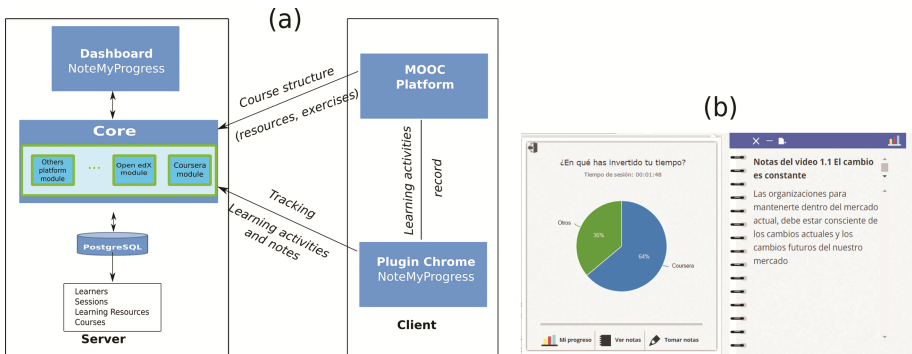 (a)
Dashboard
NoteMyProgress
Core
Others
platform
module
...
Open edX
module
Coursera
module
PostgreSQL
Learners
Sessions
Learning Resources
Courses
Server
Course structure
(resources, exercises)
Tracking
Learning activities
and notes
MOOC
Platform
Learning activities
record
Plugin Chrome
NoteMyProgress
Client
(b)
¿En qué has invertido tu tiempo?
Tiempo de sesión: 00:01:48
Otros
36%
64%
Coursera
Mi progreso
Ver notas
Tomar notas
Notas del video 1.1 El cambio
es constante
Las organizaciones para
mantenerte dentro del mercado
actual, debe estar consciente de
los cambios actuales y los
cambios futuros del nuestro
mercado